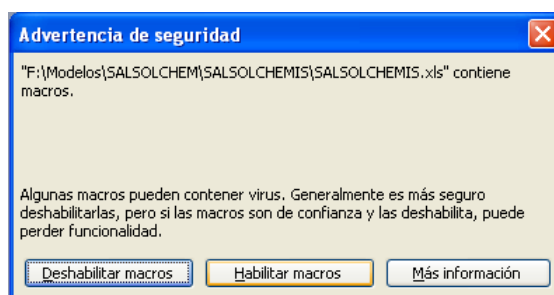 Advertencia de seguridad
"F:\Modelos\SALSOLCHEM\SALSOLCHEMIS\SALSOLCHEMIS.xls" contiene
macros.
Algunas macros pueden contener virus. Generalmente es más seguro
deshabilitarlas, pero si las macros son de confianza y las deshabilita, puede
perder funcionalidad.
Deshabilitar macros Habilitar macros Más información